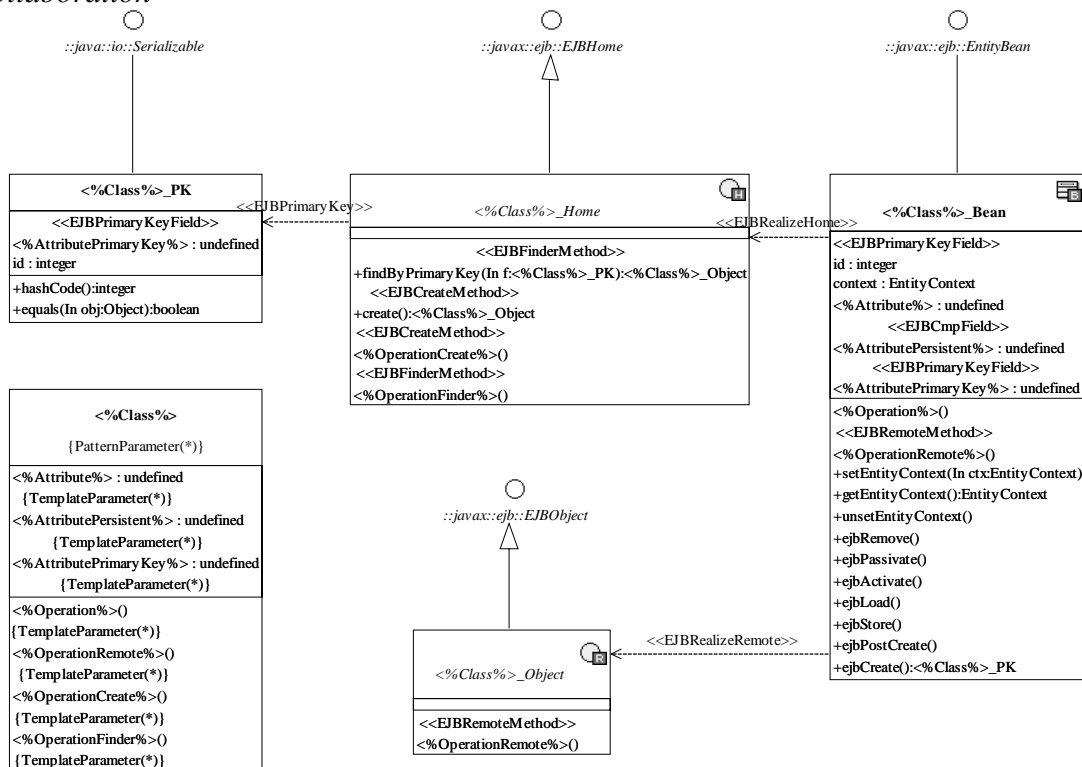 ::java::io::Serializable
::javax::ejb::EJBHome
::javax::ejb::EntityBean
<%Class%>_PK
<<EJBPrimaryKeyField>>
<%AttributePrimaryKey%> : undefined
id : integer
+hashCode():integer
+equals(In obj:Object):boolean
<<EJBPrimaryKey>>
<%Class%>_Home
<<EJBFinderMethod>>
+findByPrimaryKey(In f:<%Class%>_PK):<%Class%>_Object
<<EJBCreateMethod>>
+create():<%Class%>_Object
<<EJBCreateMethod>>
<%OperationCreate%>()
<<EJBFinderMethod>>
<%OperationFinder%>()
<<EJBRealizeHome>>
<%Class%>_Bean
<<EJBPrimaryKeyField>>
id : integer
context : EntityContext
<%Attribute%> : undefined
<<EJBCmpField>>
<%AttributePersistent%> : undefined
<<EJBPrimaryKeyField>>
<%AttributePrimaryKey%> : undefined
<%Operation%>()
<<EJBRemoteMethod>>
<%OperationRemote%>()
+setEntityContext(In ctx:EntityContext)
+getEntityContext():EntityContext
+unsetEntityContext()
+ejbRemove()
+ejbPassivate()
+ejbActivate()
+ejbLoad()
+ejbStore()
+ejbPostCreate()
+ejbCreate():<%Class%>_PK
<%Class%>
{PatternParameter(*)}
<%Attribute%> : undefined
{TemplateParameter(*)}
<%AttributePersistent%> : undefined
{TemplateParameter(*)}
<%AttributePrimaryKey%> : undefined
{TemplateParameter(*)}
<%Operation%>()
{TemplateParameter(*)}
<%OperationRemote%>()
{TemplateParameter(*)}
<%OperationCreate%>()
{TemplateParameter(*)}
<%OperationFinder%>()
{TemplateParameter(*)}
::javax::ejb::EJBObject
<<EJBRealizeRemote>>
<%Class%>_Object
<<EJBRemoteMethod>>
<%OperationRemote%>()
H
B
R